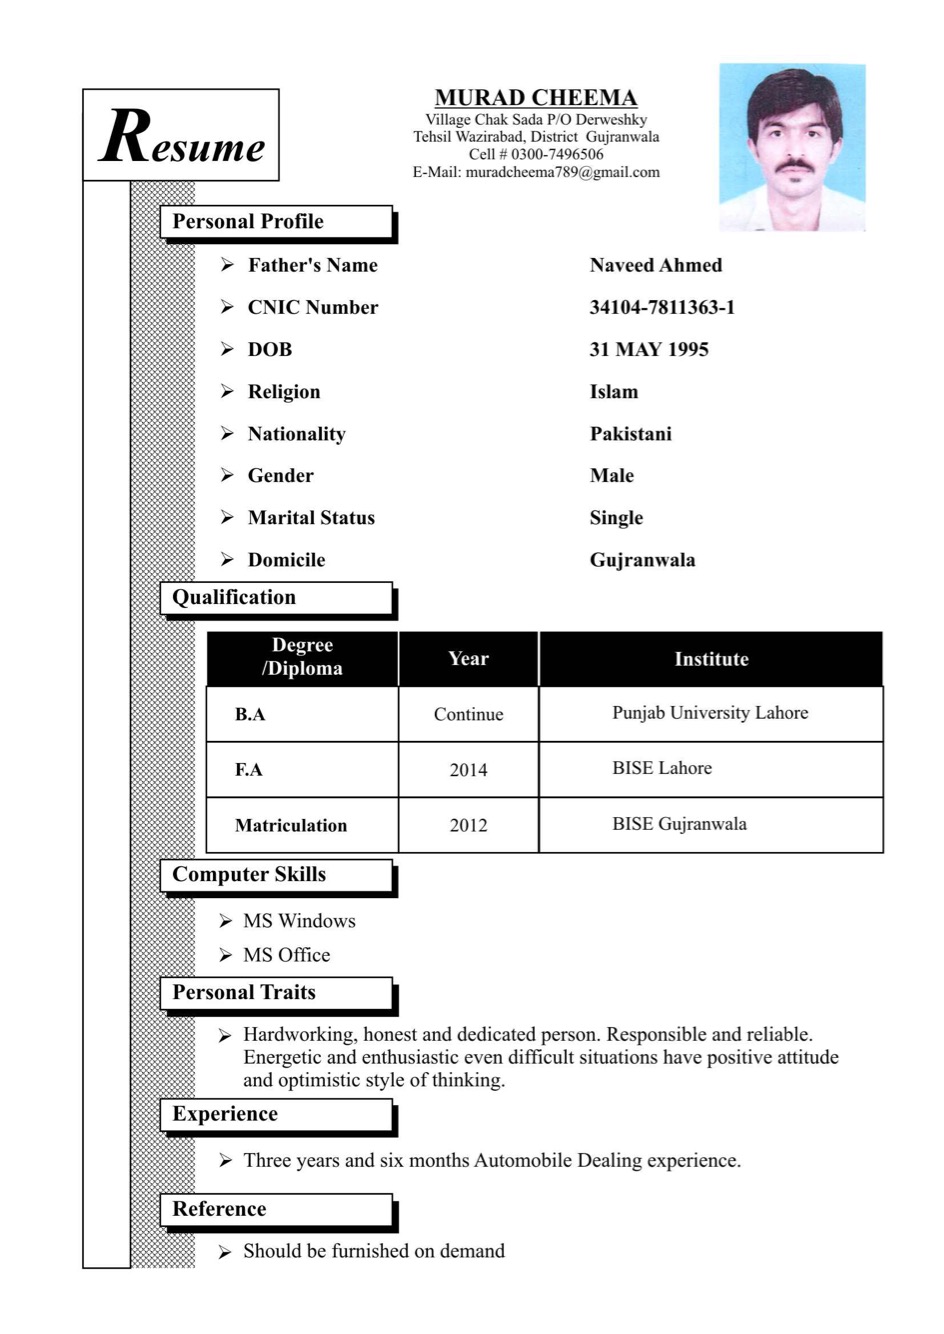 Resume
MURAD CHEEMA
Village Chak Sada P/O Derweshky
Tehsil Wazirabad, District Gujranwala
Cell # 0300-7496506
E-Mail: muradcheema789@gmail.com
Personal Profile
Father's Name Naveed Ahmed
CNIC Number 34104-7811363-1
DOB 31 MAY 1995
Religion Islam
Nationality Pakistani
Gender Male
Marital Status Single
Domicile Gujranwala
Qualification
Degree
/Diploma Year Institute
B.A Continue Punjab University Lahore
F.A 2014 BISE Lahore
Matriculation 2012 BISE Gujranwala
Computer Skills
MS Windows
MS Office
Personal Traits
Hardworking, honest and dedicated person. Responsible and reliable.
Energetic and enthusiastic even difficult situations have positive attitude
and optimistic style of thinking.
Experience
Three years and six months Automobile Dealing experience.
Reference
Should be furnished on demand